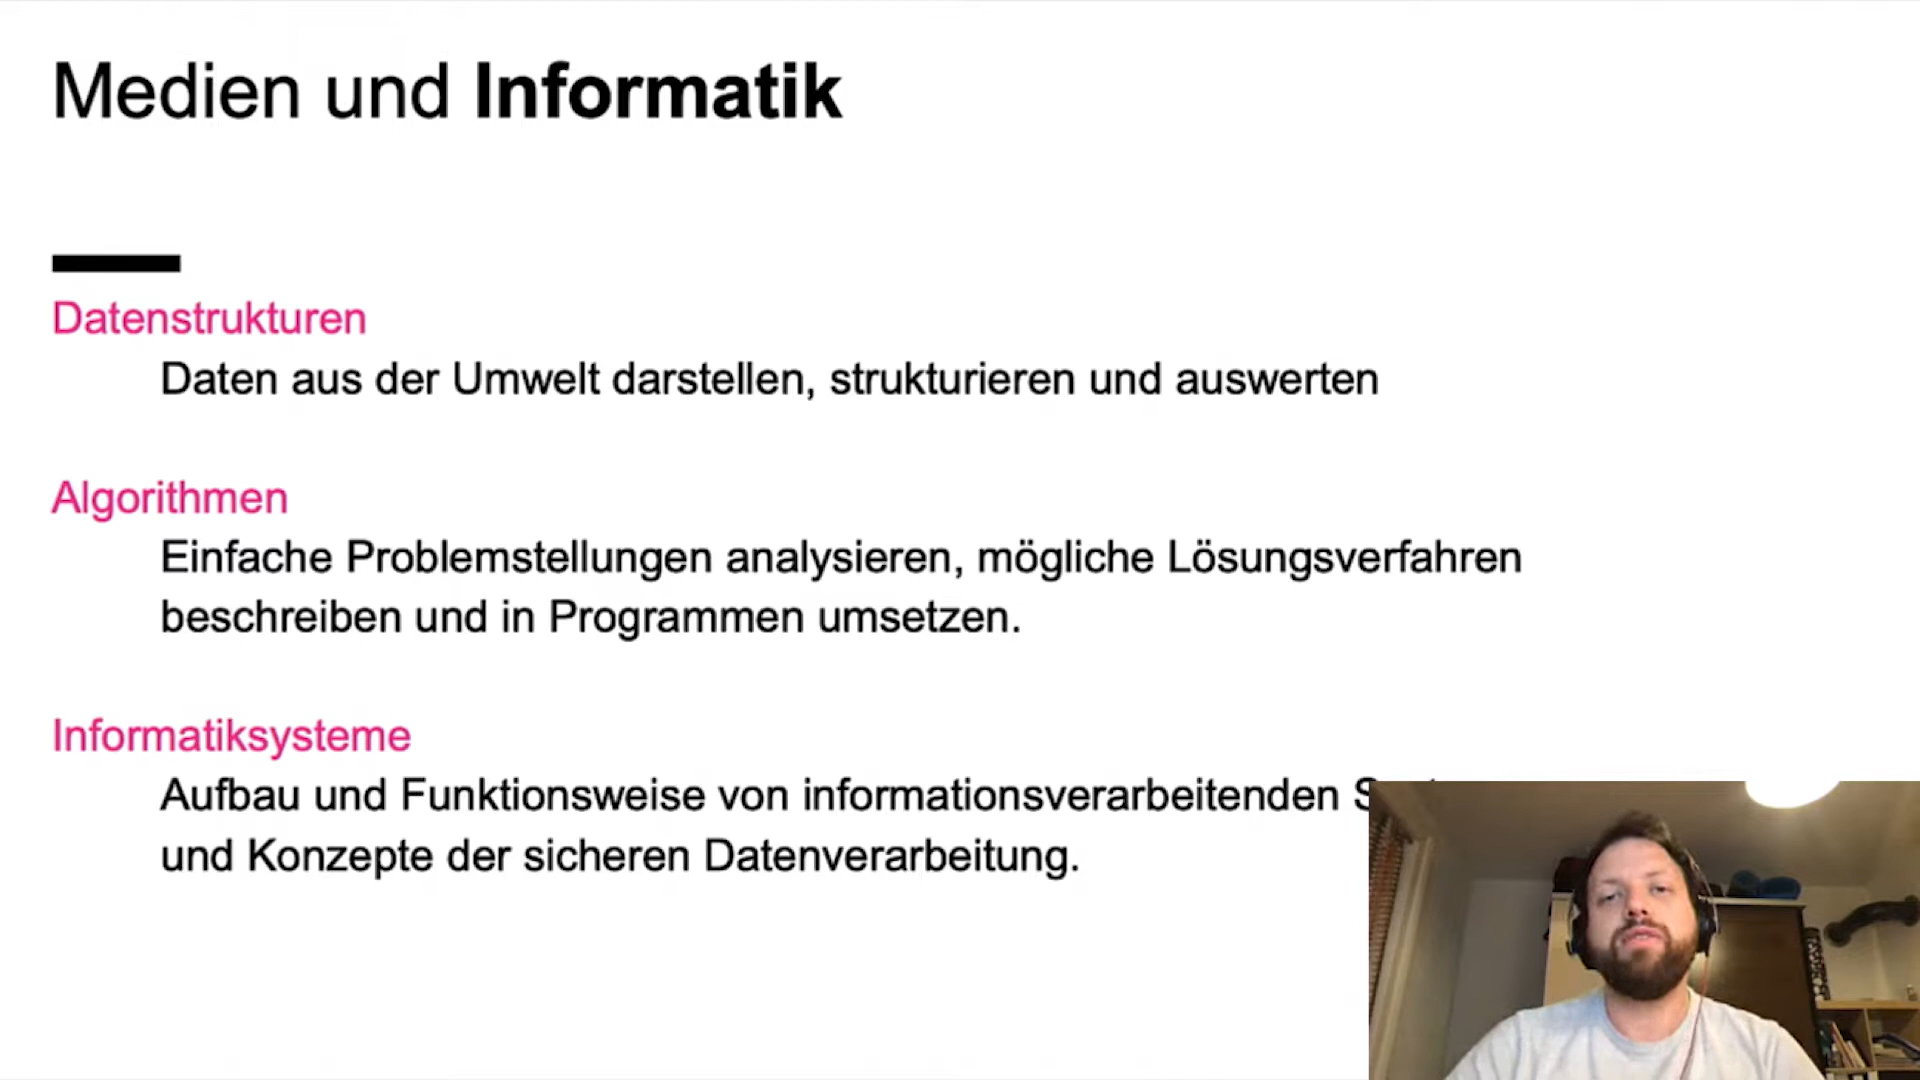 Medien und Informatik
Datenstrukturen
Daten aus der Umwelt darstellen, strukturieren und auswerten
Algorithmen
Einfache Problemstellungen analysieren, mögliche Lösungsverfahren
beschreiben und in Programmen umsetzen.
Informatiksysteme
Aufbau und Funktionsweise von informationsverarbeitenden
und Konzepte der sicheren Datenverarbeitung.